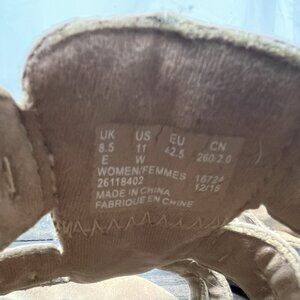 UK US EU CN
8.5 11 42.5 260 2.0
E W
WOMEN/FEMMES
26118402 16724
MADE IN CHINA 12/15
FABRIQUE EN CHINE